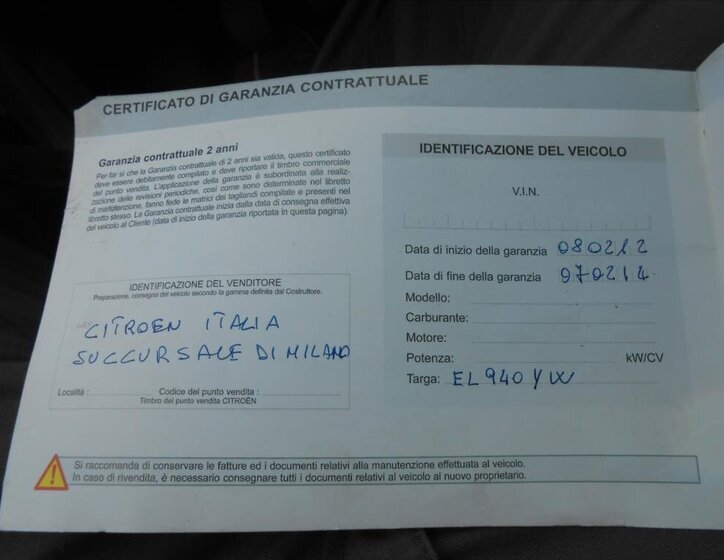 CERTIFICATO DI GARANZIA CONTRATTUALE
Garanzia contrattuale 2 anni
Per far sì che la Garanzia contrattuale di 2 anni sia valida, questo certificato
deve essere debitamente compilato e deve riportare il timbro commerciale
del punto vendita. L'applicazione della garanzia è subordinata alla realiz-
zazione delle revisioni periodiche, così come sono determinate nel libretto
di manutenzione, fanno fede le matrici dei tagliandi compilate e presenti nel
libretto stesso. La Garanzia contrattuale inizia dalla data di consegna effettiva
del veicolo al Cliente (data di inizio della garanzia riportata in questa pagina).
IDENTIFICAZIONE DEL VENDITORE
Preparazione, consegna del veicolo secondo la gamma definita dal Costruttore.
CITROEN ITALIA
SUCCURSALE DI MILANO
Località : Codice del punto vendita :
Timbro del punto vendita CITROËN
IDENTIFICAZIONE DEL VEICOLO
V.I.N.
Data di inizio della garanzia 080212
Data di fine della garanzia 070214
Modello:
Carburante:
Motore:
Potenza: kW/CV
Targa: EL940YW
Si raccomanda di conservare le fatture ed i documenti relativi alla manutenzione effettuata al veicolo.
In caso di rivendita, è necessario consegnare tutti i documenti relativi al veicolo al nuovo proprietario.